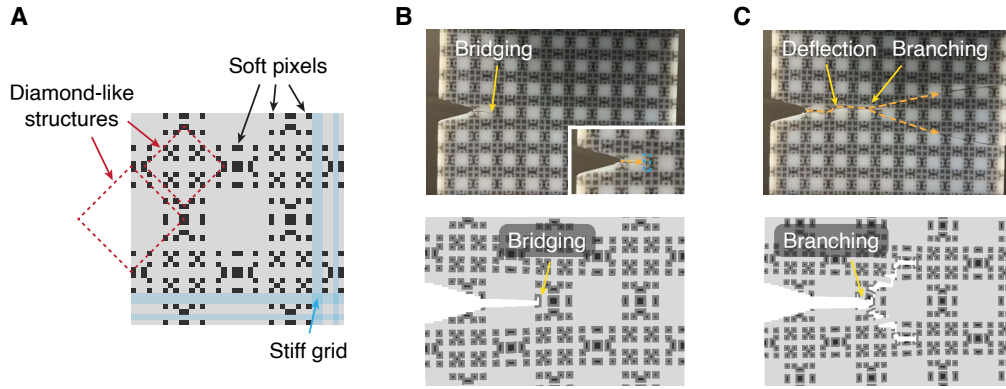 A
Soft pixels
Diamond-like
structures
Stiff grid
B
Bridging
Bridging
C
Deflection
Branching
Branching